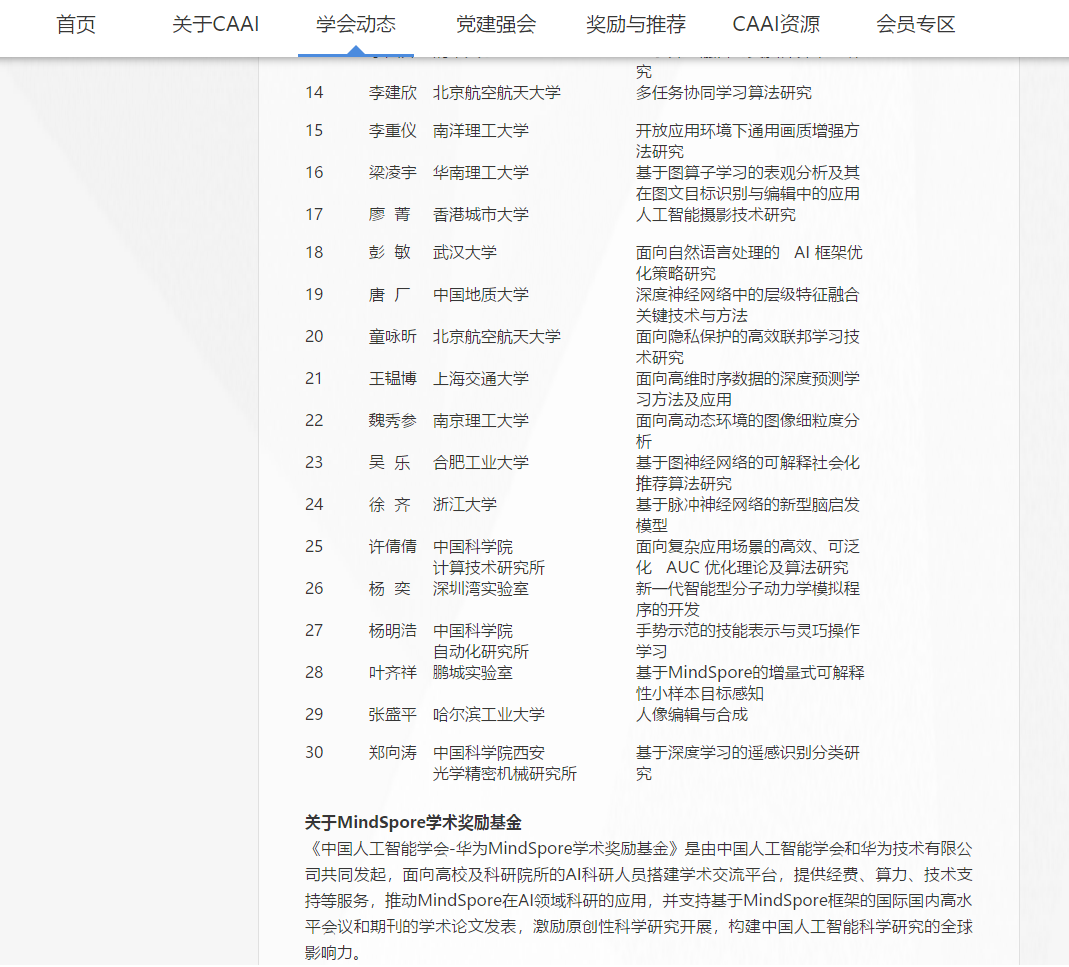 首页 关于CAAI 学会动态 党建强会 奖励与推荐 CAAI资源 会员专区
究
14 李建欣 北京航空航天大学 多任务协同学习算法研究
15 李重仪 南洋理工大学 开放应用环境下通用画质增强方
法研究
16 梁凌宇 华南理工大学 基于图算子学习的表观分析及其
在图文目标识别与编辑中的应用
17 廖 菁 香港城市大学 人工智能摄影技术研究
18 彭 敏 武汉大学 面向自然语言处理的 AI 框架优
化策略研究
19 唐 厂 中国地质大学 深度神经网络中的层级特征融合
关键技术与方法
20 童咏昕 北京航空航天大学 面向隐私保护的高效联邦学习技
术研究
21 王韫博 上海交通大学 面向高维时序数据的深度预测学
习方法及应用
22 魏秀参 南京理工大学 面向高动态环境的图像细粒度分
析
23 吴 乐 合肥工业大学 基于图神经网络的可解释社会化
推荐算法研究
24 徐 齐 浙江大学 基于脉冲神经网络的新型脑启发
模型
25 许倩倩 中国科学院 面向复杂应用场景的高效、可泛
计算技术研究所 化 AUC 优化理论及算法研究
26 杨 奕 深圳湾实验室 新一代智能型分子动力学模拟程
序的开发
27 杨明浩 中国科学院 手势示范的技能表示与灵巧操作
自动化研究所 学习
28 叶齐祥 鹏城实验室 基于MindSpore的增量式可解释
性小样本目标感知
29 张盛平 哈尔滨工业大学 人像编辑与合成
30 郑向涛 中国科学院西安 基于深度学习的遥感识别分类研
光学精密机械研究所 究
关于MindSpore学术奖励基金
《中国人工智能学会-华为MindSpore学术奖励基金》是由中国人工智能学会和华为技术有限公
司共同发起，面向高校及科研院所的AI科研人员搭建学术交流平台，提供经费、算力、技术支
持等服务，推动MindSpore在AI领域科研的应用，并支持基于MindSpore框架的国际国内高水
平会议和期刊的学术论文发表，激励原创性科学研究开展，构建中国人工智能科学研究的全球
影响力。